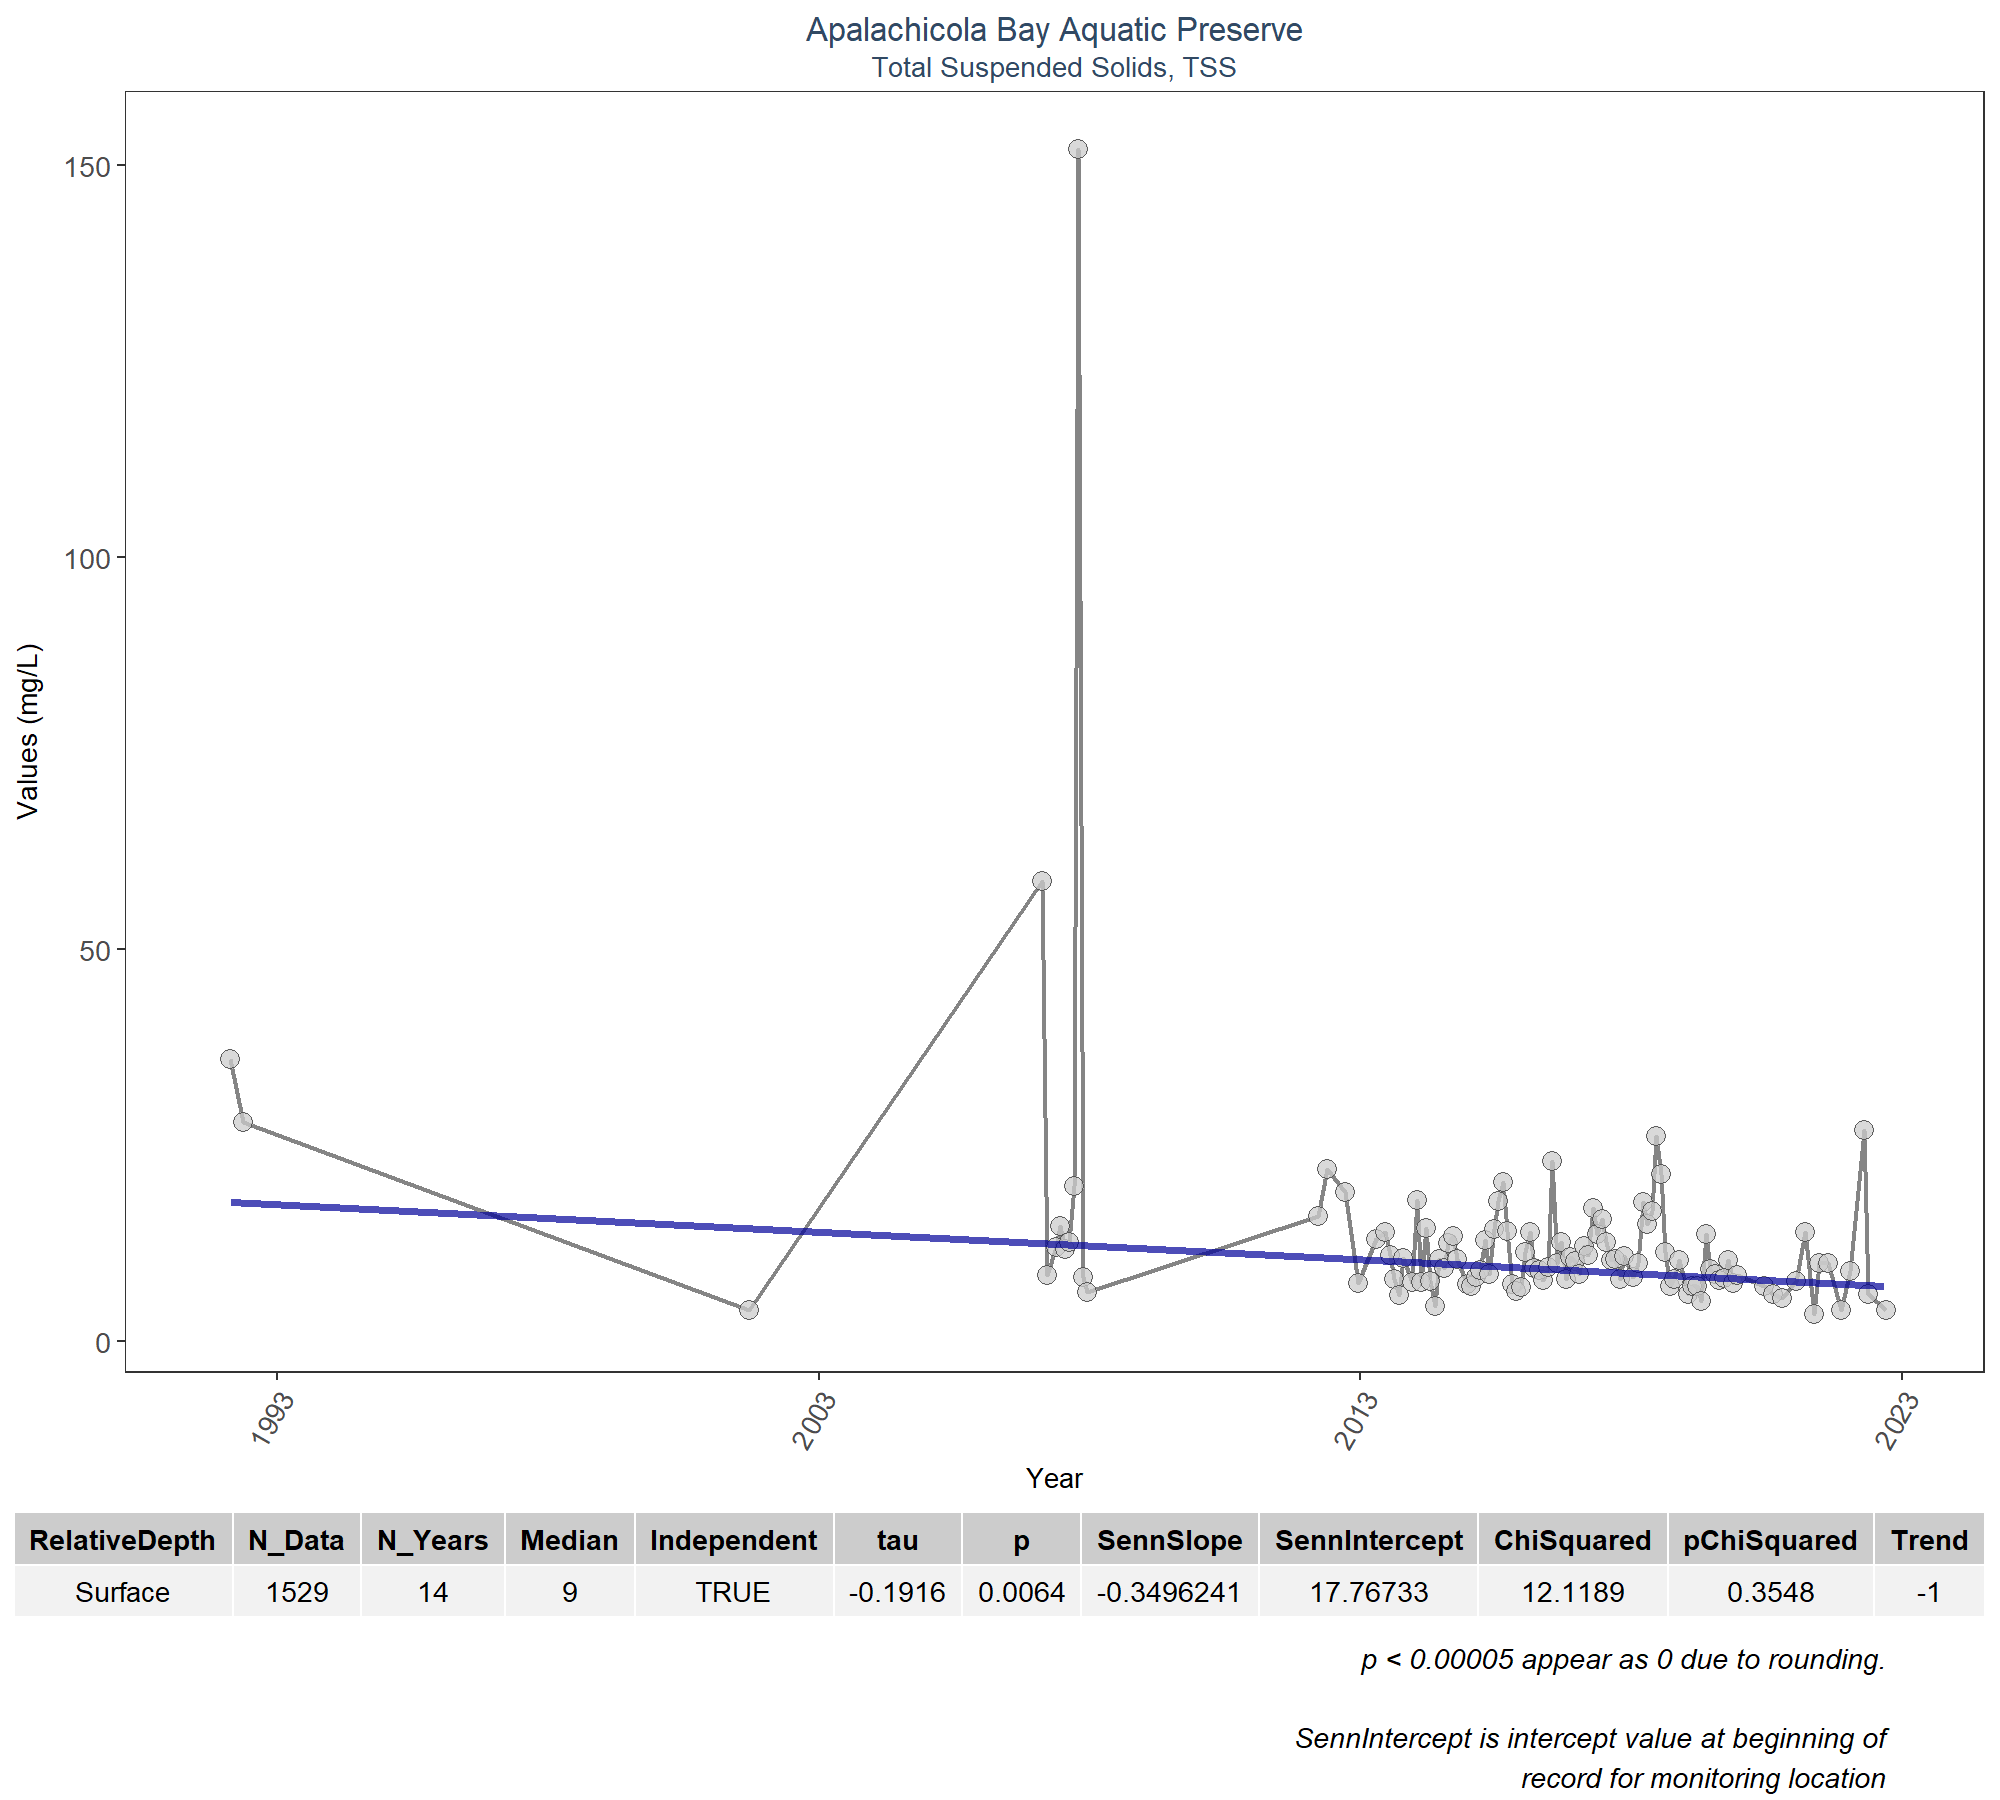 Apalachicola Bay Aquatic Preserve
Total Suspended Solids, TSS
Values (mg/L)
150
100
50
0
1993 2003 2013 2023
Year
RelativeDepth N_Data N_Years Median Independent tau p SennSlope SennIntercept ChiSquared pChiSquared Trend
Surface 1529 14 9 TRUE -0.1916 0.0064 -0.3496241 17.76733 12.1189 0.3548 -1
p < 0.00005 appear as 0 due to rounding.
SennIntercept is intercept value at beginning of
record for monitoring location